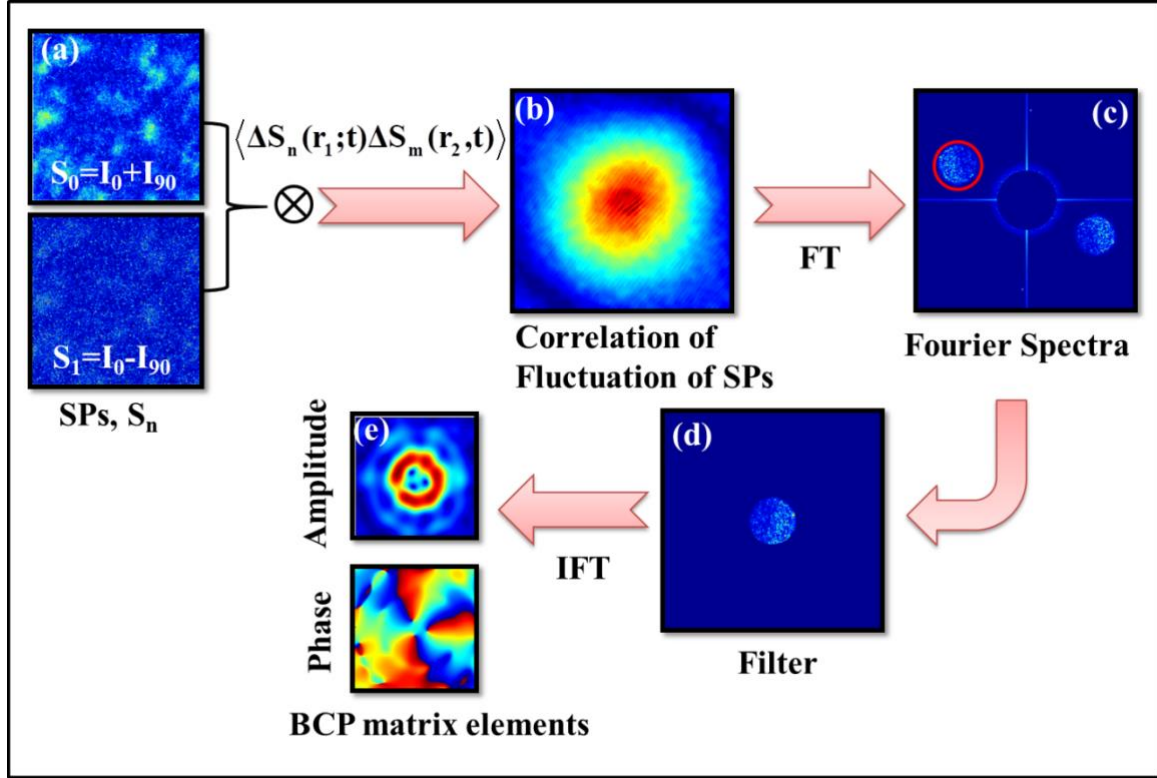 (a)
S₀=I₀+I₉₀
S₁=I₀-I₉₀
SPs, Sₙ
⟨ΔSₙ(r₁;t)ΔSₘ(r₂,t)⟩
⊗
(b)
Correlation of
Fluctuation of SPs
FT
(c)
Fourier Spectra
(d)
Filter
IFT
(e)
Amplitude
Phase
BCP matrix elements